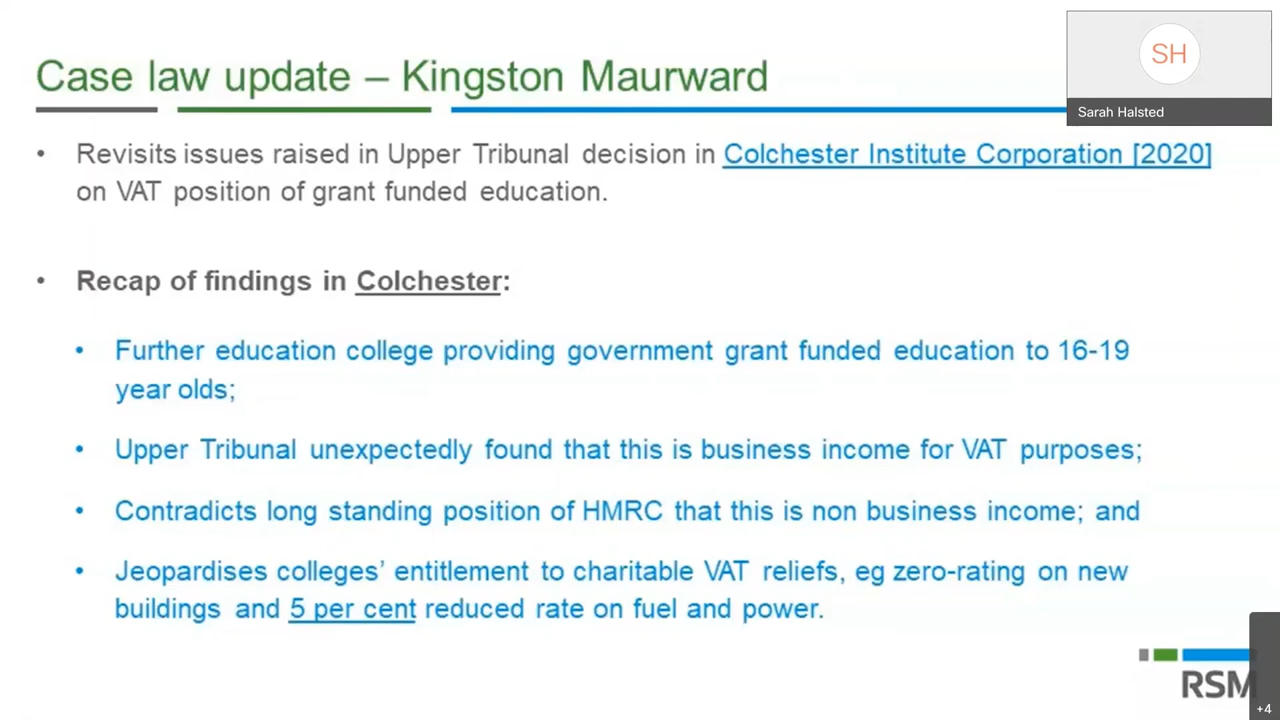 Case law update – Kingston Maurward
SH
Sarah Halsted
• Revisits issues raised in Upper Tribunal decision in Colchester Institute Corporation [2020]
on VAT position of grant funded education.
• Recap of findings in Colchester:
• Further education college providing government grant funded education to 16-19
year olds;
• Upper Tribunal unexpectedly found that this is business income for VAT purposes;
• Contradicts long standing position of HMRC that this is non business income; and
• Jeopardises colleges’ entitlement to charitable VAT reliefs, eg zero-rating on new
buildings and 5 per cent reduced rate on fuel and power.
RSM
+4